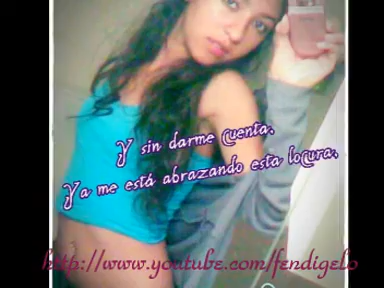 Y sin darme cuenta.
Ya me está abrazando esta locura.
http://www.youtube.com/fendigelo